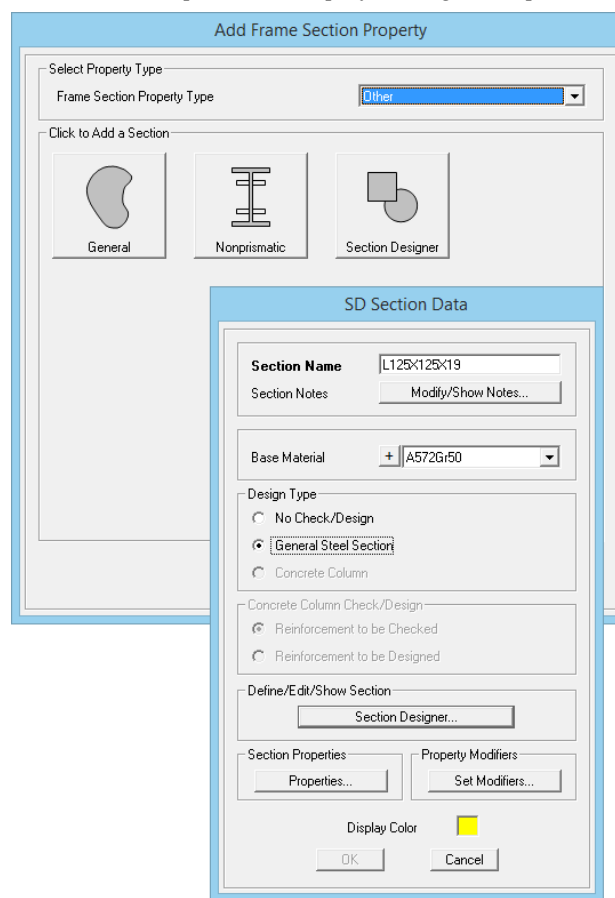 Add Frame Section Property
Select Property Type
Frame Section Property Type
Other
Click to Add a Section
General
Nonprismatic
Section Designer
SD Section Data
Section Name
L125X125X19
Section Notes
Modify/Show Notes...
Base Material
+
A572Gr50
Design Type
No Check/Design
General Steel Section
Concrete Column
Concrete Column Check/Design
Reinforcement to be Checked
Reinforcement to be Designed
Define/Edit/Show Section
Section Designer...
Section Properties
Property Modifiers
Properties...
Set Modifiers...
Display Color
OK
Cancel